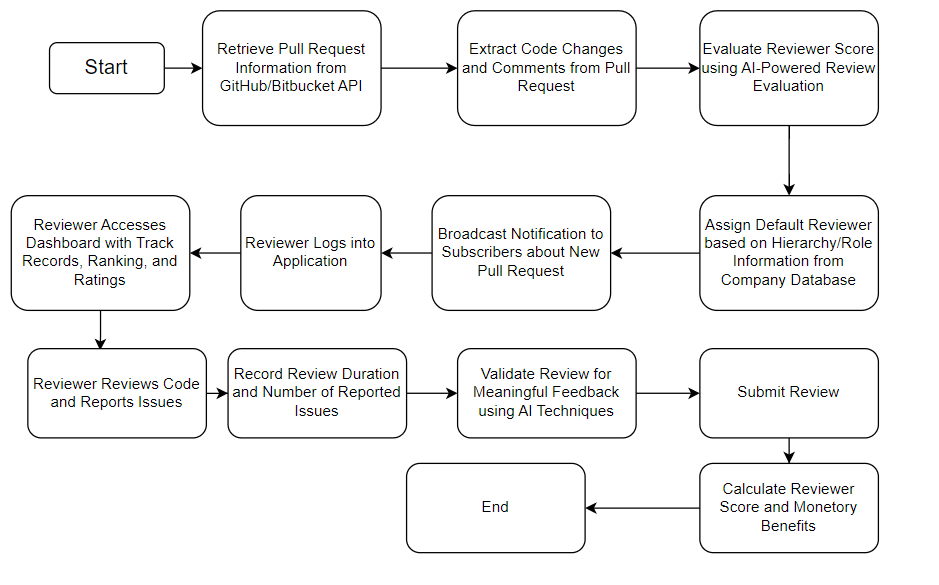 Start
Retrieve Pull Request
Information from
GitHub/Bitbucket API
Extract Code Changes
and Comments from Pull
Request
Evaluate Reviewer Score
using AI-Powered Review
Evaluation
Assign Default Reviewer
based on Hierarchy/Role
Information from
Company Database
Broadcast Notification to
Subscribers about New
Pull Request
Reviewer Logs into
Application
Reviewer Accesses
Dashboard with Track
Records, Ranking, and
Ratings
Reviewer Reviews Code
and Reports Issues
Record Review Duration
and Number of Reported
Issues
Validate Review for
Meaningful Feedback
using AI Techniques
Submit Review
Calculate Reviewer
Score and Monetory
Benefits
End